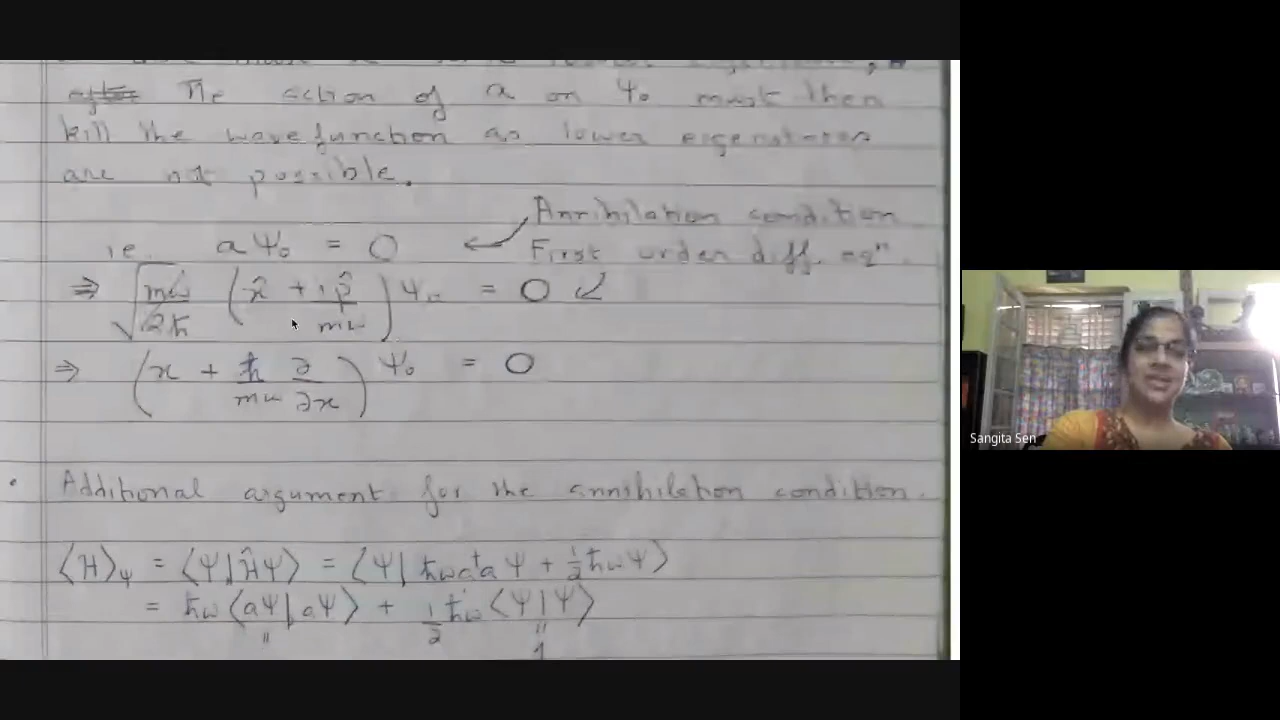 The action of a on Ψ₀ must then
kill the wavefunction as lower eigenstates
are not possible.
Annihilation condition
i.e. aΨ₀ = 0
First order diff. eqⁿ.
⇒ √(mω/2ħ) (x̂ + ip̂/mω) Ψ₀ = 0
⇒ (x + ħ/mω ∂/∂x) Ψ₀ = 0
Sangita Sen
• Additional argument for the annihilation condition.
⟨H⟩_Ψ = ⟨Ψ|ĤΨ⟩ = ⟨Ψ| ħωa†aΨ + ½ħωΨ⟩
= ħω⟨aΨ|aΨ⟩ + ½ħω⟨Ψ|Ψ⟩
" "
1